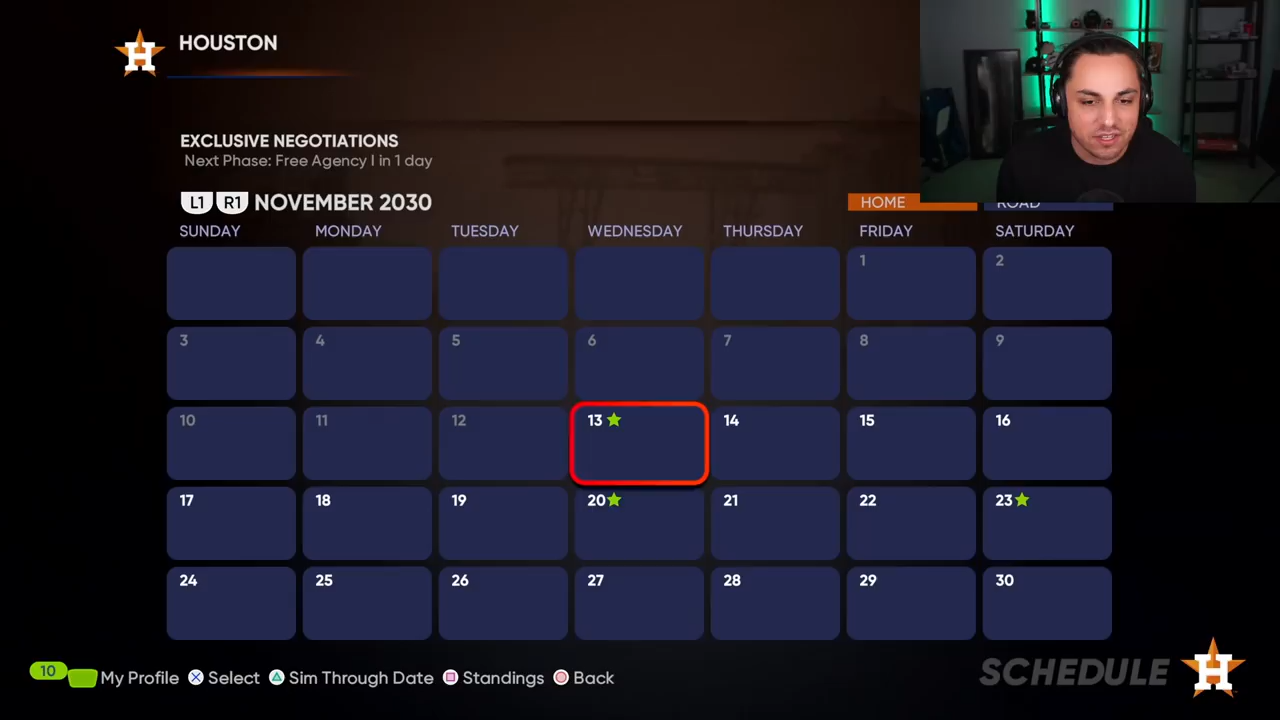 HOUSTON
EXCLUSIVE NEGOTIATIONS
Next Phase: Free Agency I in 1 day
L1 R1 NOVEMBER 2030
HOME ROAD
SUNDAY MONDAY TUESDAY WEDNESDAY THURSDAY FRIDAY SATURDAY
1 2
3 4 5 6 7 8 9
10 11 12 13 14 15 16
17 18 19 20 21 22 23
24 25 26 27 28 29 30
10 My Profile Select Sim Through Date Standings Back
SCHEDULE H
H